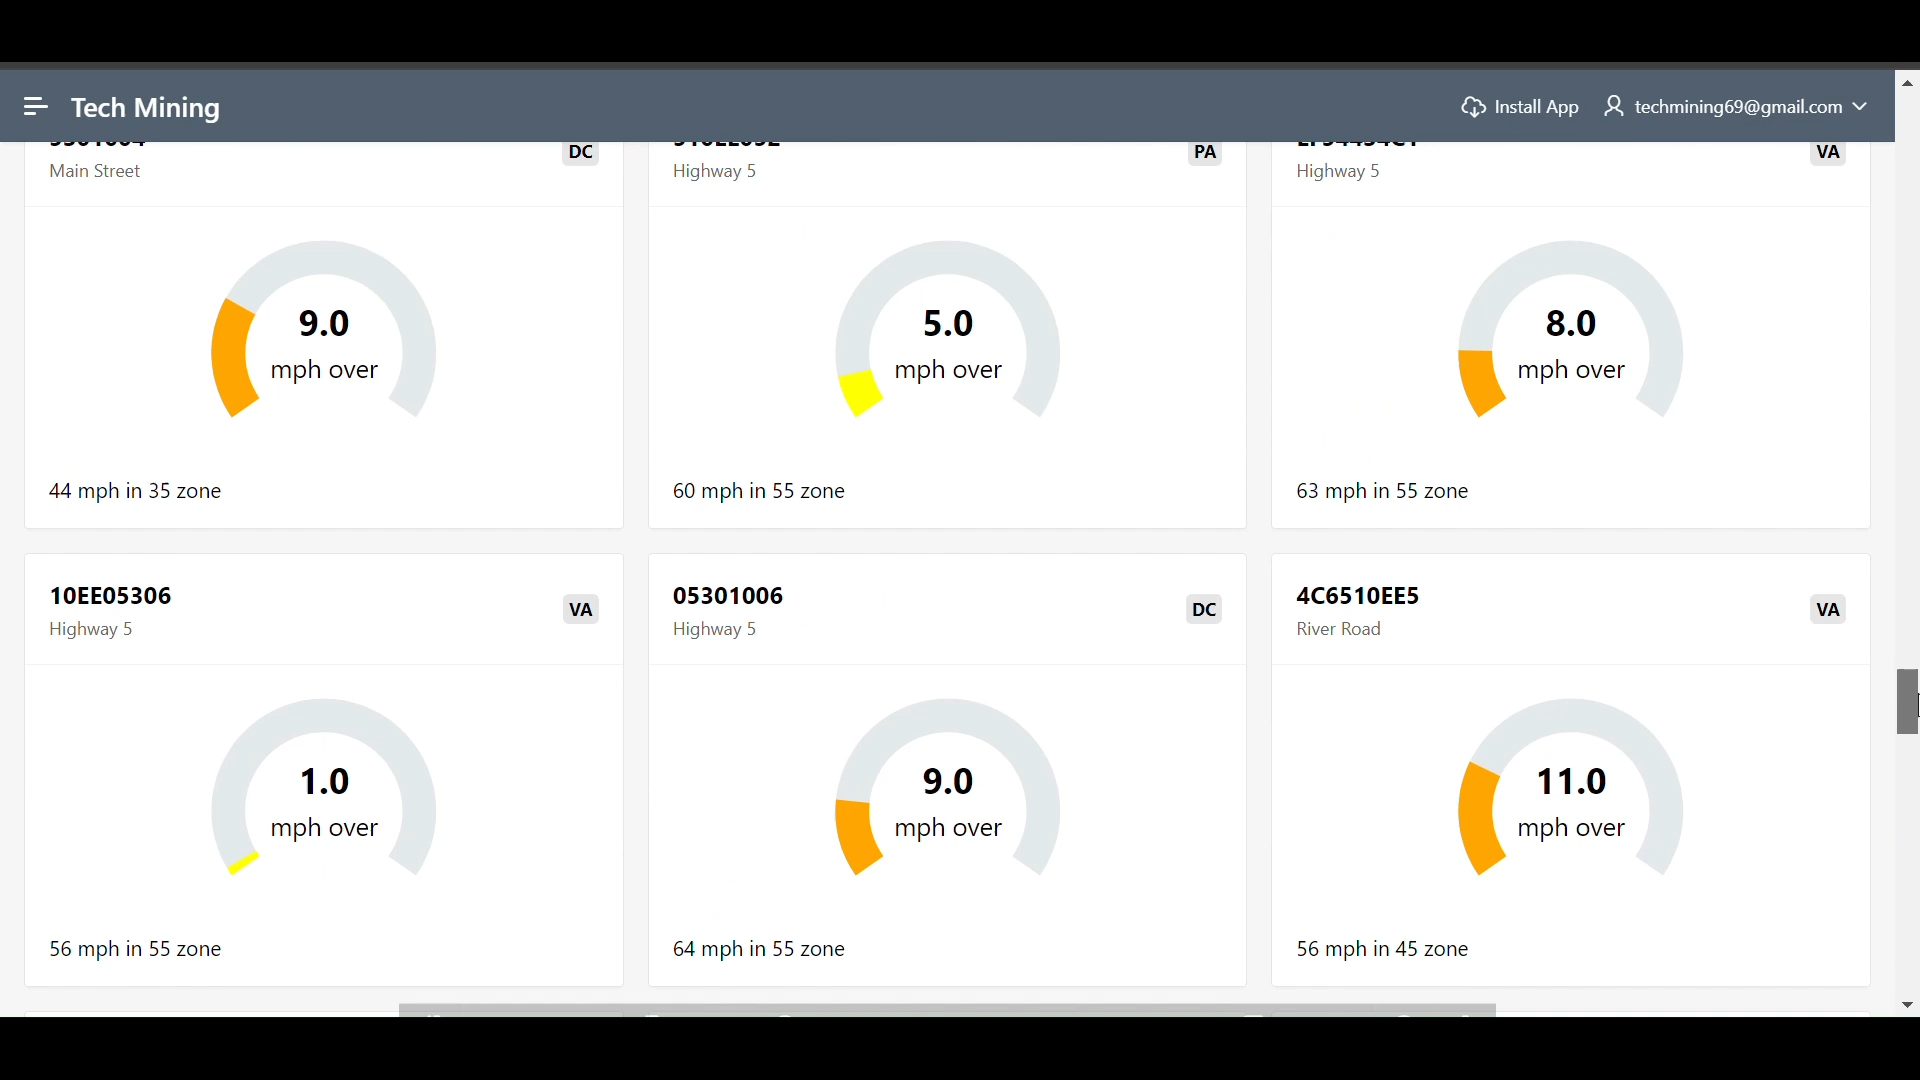 Tech Mining
Install App
techmining69@gmail.com
DC
Main Street
PA
Highway 5
VA
Highway 5
9.0
mph over
44 mph in 35 zone
5.0
mph over
60 mph in 55 zone
8.0
mph over
63 mph in 55 zone
10EE05306
VA
Highway 5
05301006
DC
Highway 5
4C6510EE5
VA
River Road
1.0
mph over
56 mph in 55 zone
9.0
mph over
64 mph in 55 zone
11.0
mph over
56 mph in 45 zone